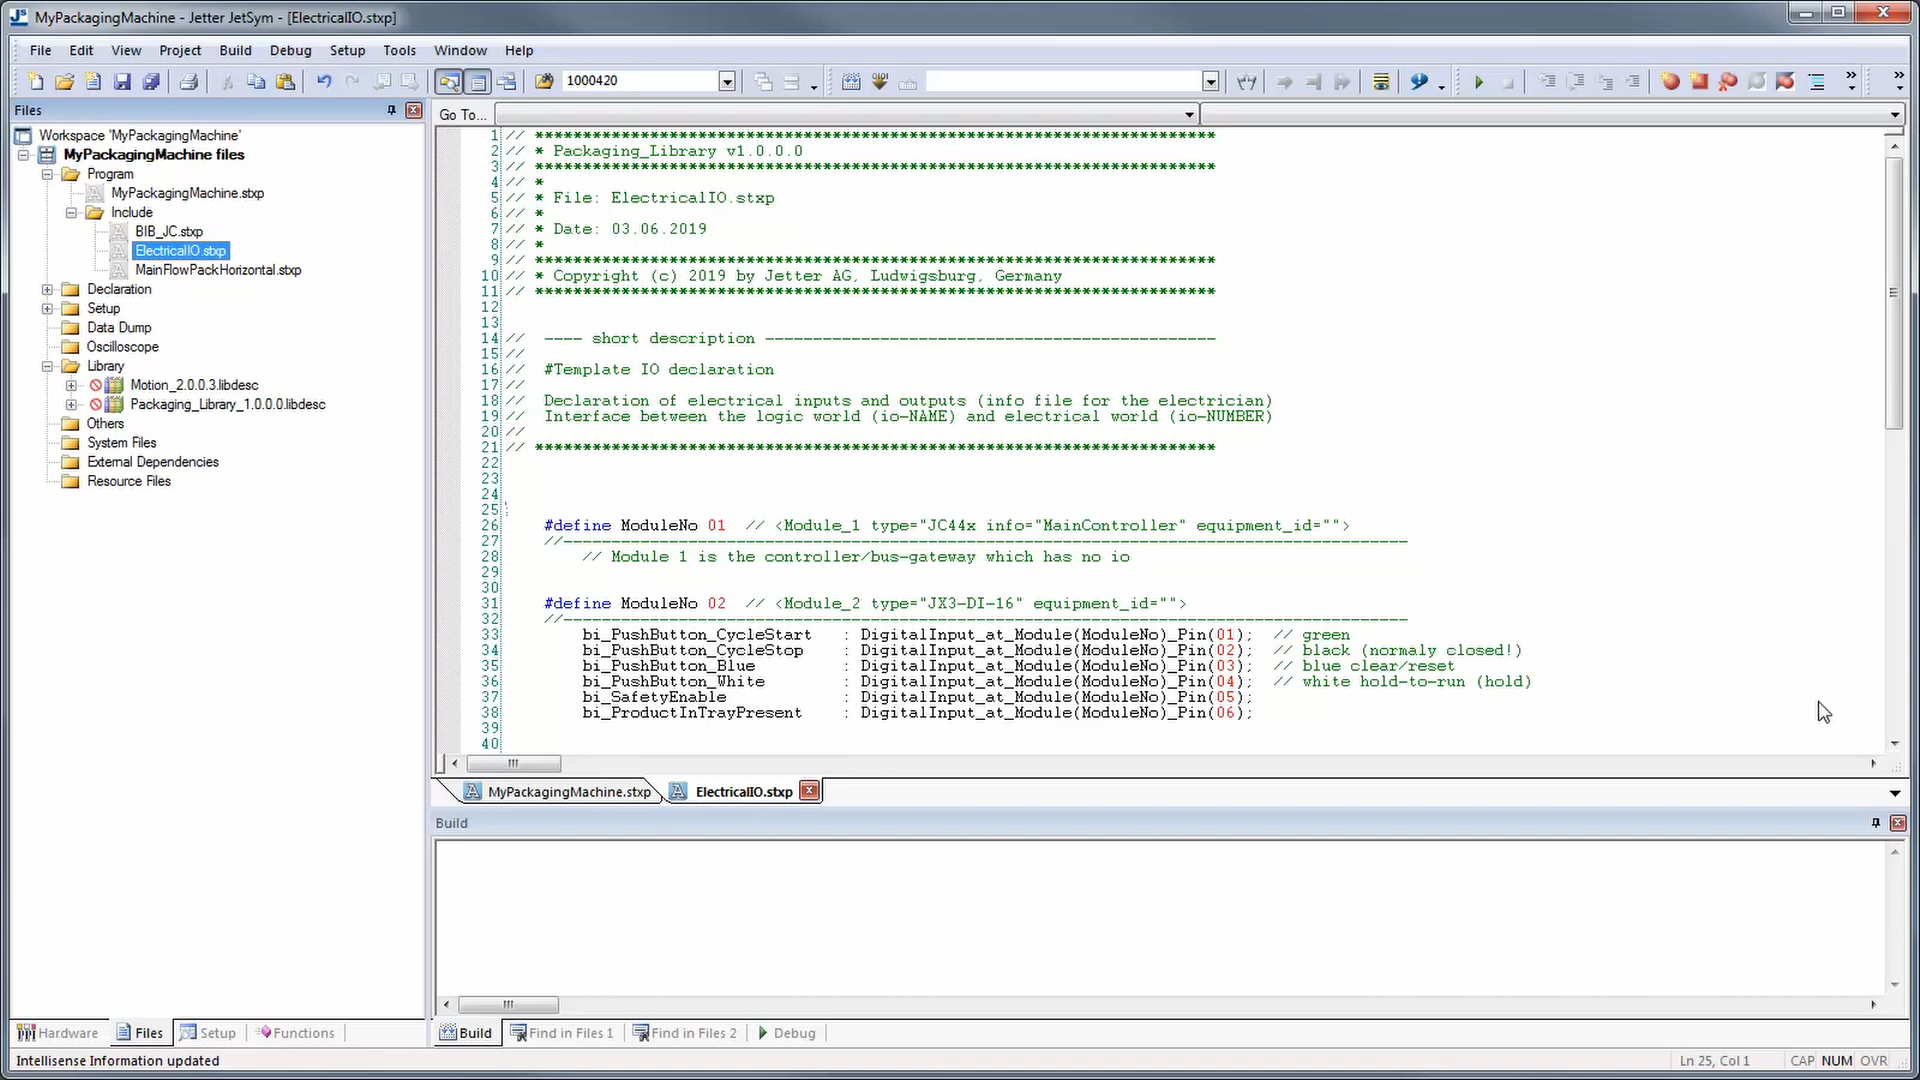 MyPackagingMachine - Jetter JetSym - [ElectricalIO.stxp]
File Edit View Project Build Debug Setup Tools Window Help
1000420
Files
Go To...
Workspace 'MyPackagingMachine'
MyPackagingMachine files
Program
MyPackagingMachine.stxp
Include
BIB_JC.stxp
ElectricalIO.stxp
MainFlowPackHorizontal.stxp
Declaration
Setup
Data Dump
Oscilloscope
Library
Motion_2.0.0.3.libdesc
Packaging_Library_1.0.0.0.libdesc
Others
System Files
External Dependencies
Resource Files
1 // ***********************************************************************
2 // * Packaging_Library v1.0.0.0
3 // ***********************************************************************
4 // *
5 // * File: ElectricalIO.stxp
6 // *
7 // * Date: 03.06.2019
8 // *
9 // ***********************************************************************
10 // * Copyright (c) 2019 by Jetter AG, Ludwigsburg, Germany
11 // ***********************************************************************
12
13
14 // ---- short description -----------------------------------------------
15 //
16 // #Template IO declaration
17 //
18 // Declaration of electrical inputs and outputs (info file for the electrician)
19 // Interface between the logic world (io-NAME) and electrical world (io-NUMBER)
20 //
21 // ***********************************************************************
22
23
24
25
26 #define ModuleNo 01 // <Module_1 type="JC44x info="MainController" equipment_id="">
27 //----------------------------------------------------------------------------------------
28 // Module 1 is the controller/bus-gateway which has no io
29
30
31 #define ModuleNo 02 // <Module_2 type="JX3-DI-16" equipment_id="">
32 //----------------------------------------------------------------------------------------
33 bi_PushButton_CycleStart : DigitalInput_at_Module(ModuleNo)_Pin(01); // green
34 bi_PushButton_CycleStop : DigitalInput_at_Module(ModuleNo)_Pin(02); // black (normaly closed!)
35 bi_PushButton_Blue : DigitalInput_at_Module(ModuleNo)_Pin(03); // blue clear/reset
36 bi_PushButton_White : DigitalInput_at_Module(ModuleNo)_Pin(04); // white hold-to-run (hold)
37 bi_SafetyEnable : DigitalInput_at_Module(ModuleNo)_Pin(05);
38 bi_ProductInTrayPresent : DigitalInput_at_Module(ModuleNo)_Pin(06);
39
40
MyPackagingMachine.stxp ElectricalIO.stxp
Build
Hardware Files Setup Functions
Build Find in Files 1 Find in Files 2 Debug
Intellisense Information updated
Ln 25, Col 1 CAP NUM OVR